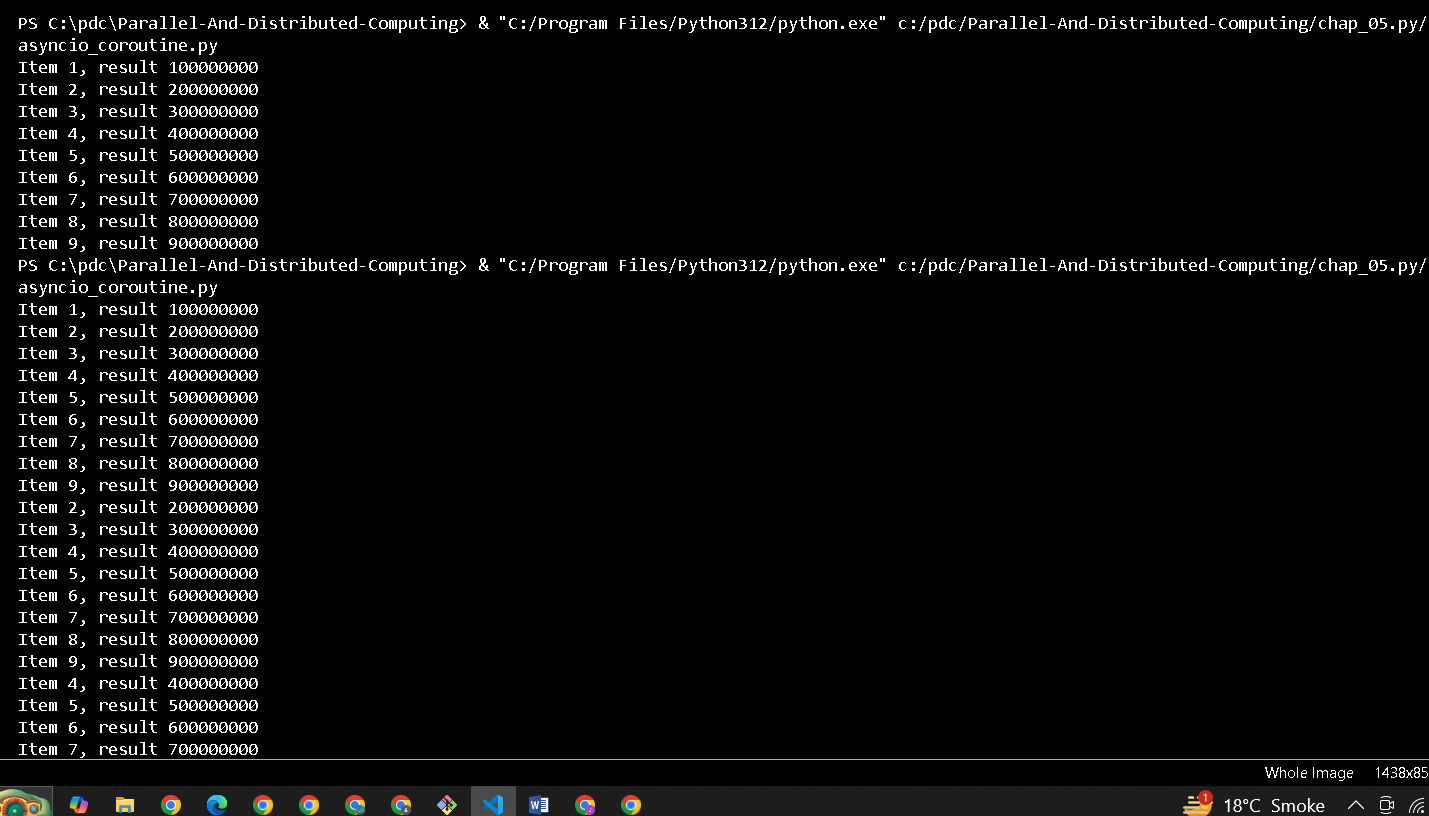 PS C:\pdc\Parallel-And-Distributed-Computing> & "C:/Program Files/Python312/python.exe" c:/pdc/Parallel-And-Distributed-Computing/chap_05.py/
asyncio_coroutine.py
Item 1, result 100000000
Item 2, result 200000000
Item 3, result 300000000
Item 4, result 400000000
Item 5, result 500000000
Item 6, result 600000000
Item 7, result 700000000
Item 8, result 800000000
Item 9, result 900000000
PS C:\pdc\Parallel-And-Distributed-Computing> & "C:/Program Files/Python312/python.exe" c:/pdc/Parallel-And-Distributed-Computing/chap_05.py/
asyncio_coroutine.py
Item 1, result 100000000
Item 2, result 200000000
Item 3, result 300000000
Item 4, result 400000000
Item 5, result 500000000
Item 6, result 600000000
Item 7, result 700000000
Item 8, result 800000000
Item 9, result 900000000
Item 2, result 200000000
Item 3, result 300000000
Item 4, result 400000000
Item 5, result 500000000
Item 6, result 600000000
Item 7, result 700000000
Item 8, result 800000000
Item 9, result 900000000
Item 4, result 400000000
Item 5, result 500000000
Item 6, result 600000000
Item 7, result 700000000
Whole Image 1438x85
1 18°C Smoke